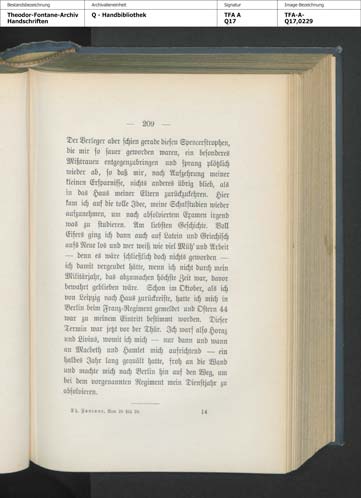 Bestandsbezeichnung
Theodor-Fontane-Archiv
Handschriften
Archivalieneinheit
Q - Handbibliothek
Signatur
TFA A
Q17
Image Bezeichnung
TFA-A-
Q17,0229
— 209 —
Der Verleger aber schien gerade diesen Spencerstrophen,
die mir so sauer geworden waren, ein besonderes
Mißtrauen entgegenzubringen und sprang plötzlich
wieder ab, so daß mir, nach Aufzehrung meiner
kleinen Ersparnisse, nichts anderes übrig blieb, als
in das Haus meiner Eltern zurückzukehren. Hier
kam ich auf die tolle Idee, meine Schulstudien wieder
aufzunehmen, um nach absolviertem Examen irgend
was zu studieren. Am liebsten Geschichte. Voll
Eifers ging ich dann auch auf Latein und Griechisch
aufs Neue los und wer weiß wie viel Müh' und Arbeit
— denn es wäre schließlich doch nichts geworden —
ich damit vergeudet hätte, wenn ich nicht durch mein
Militärjahr, das abzumachen höchste Zeit war, davor
bewahrt geblieben wäre. Schon im Oktober, als ich
von Leipzig nach Haus zurückreiste, hatte ich mich in
Berlin beim Franz-Regiment gemeldet und Ostern 44
war zu meinem Eintritt bestimmt worden. Dieser
Termin war jetzt vor der Thür. Ich warf also Horaz
und Livius, womit ich mich — nur dann und wann
an Macbeth und Hamlet mich aufrichtend — ein
halbes Jahr lang gequält hatte, froh an die Wand
und machte mich nach Berlin hin auf den Weg, um
bei dem vorgenannten Regiment mein Dienstjahr zu
absolvieren.
Th. Fontane, Von 20 bis 30. 14